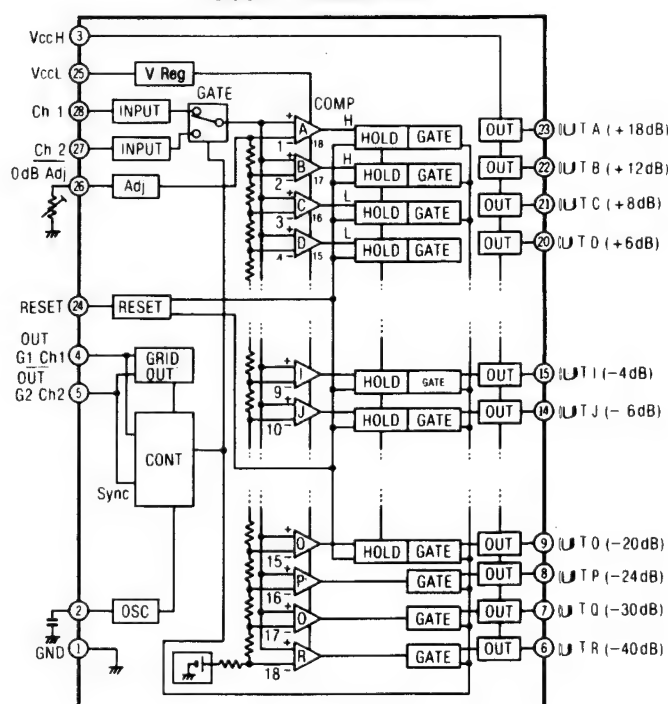 VccH 3
VccL 25 V Reg
GATE
Ch 1 28 INPUT
COMP
Ch 2 27 INPUT
0dB Adj 26 Adj
+ A 1 - 18 H HOLD GATE OUT 23 OUT A (+18dB)
+ B 2 - 17 H HOLD GATE OUT 22 OUT B (+12dB)
+ C 3 - 16 L HOLD GATE OUT 21 OUT C (+8dB)
+ D 4 - 15 L HOLD GATE OUT 20 OUT D (+6dB)
RESET 24 RESET
OUT
G1 Ch1 4 GRID OUT
OUT
G2 Ch2 5
CONT
Sync
+ I 9 - HOLD GATE OUT 15 OUT I (-4dB)
+ J 10 - HOLD GATE OUT 14 OUT J (-6dB)
+ O 15 - HOLD GATE OUT 9 OUT O (-20dB)
+ P 16 - GATE OUT 8 OUT P (-24dB)
+ Q 17 - GATE OUT 7 OUT Q (-30dB)
+ R 18 - GATE OUT 6 OUT R (-40dB)
2 OSC
GND 1